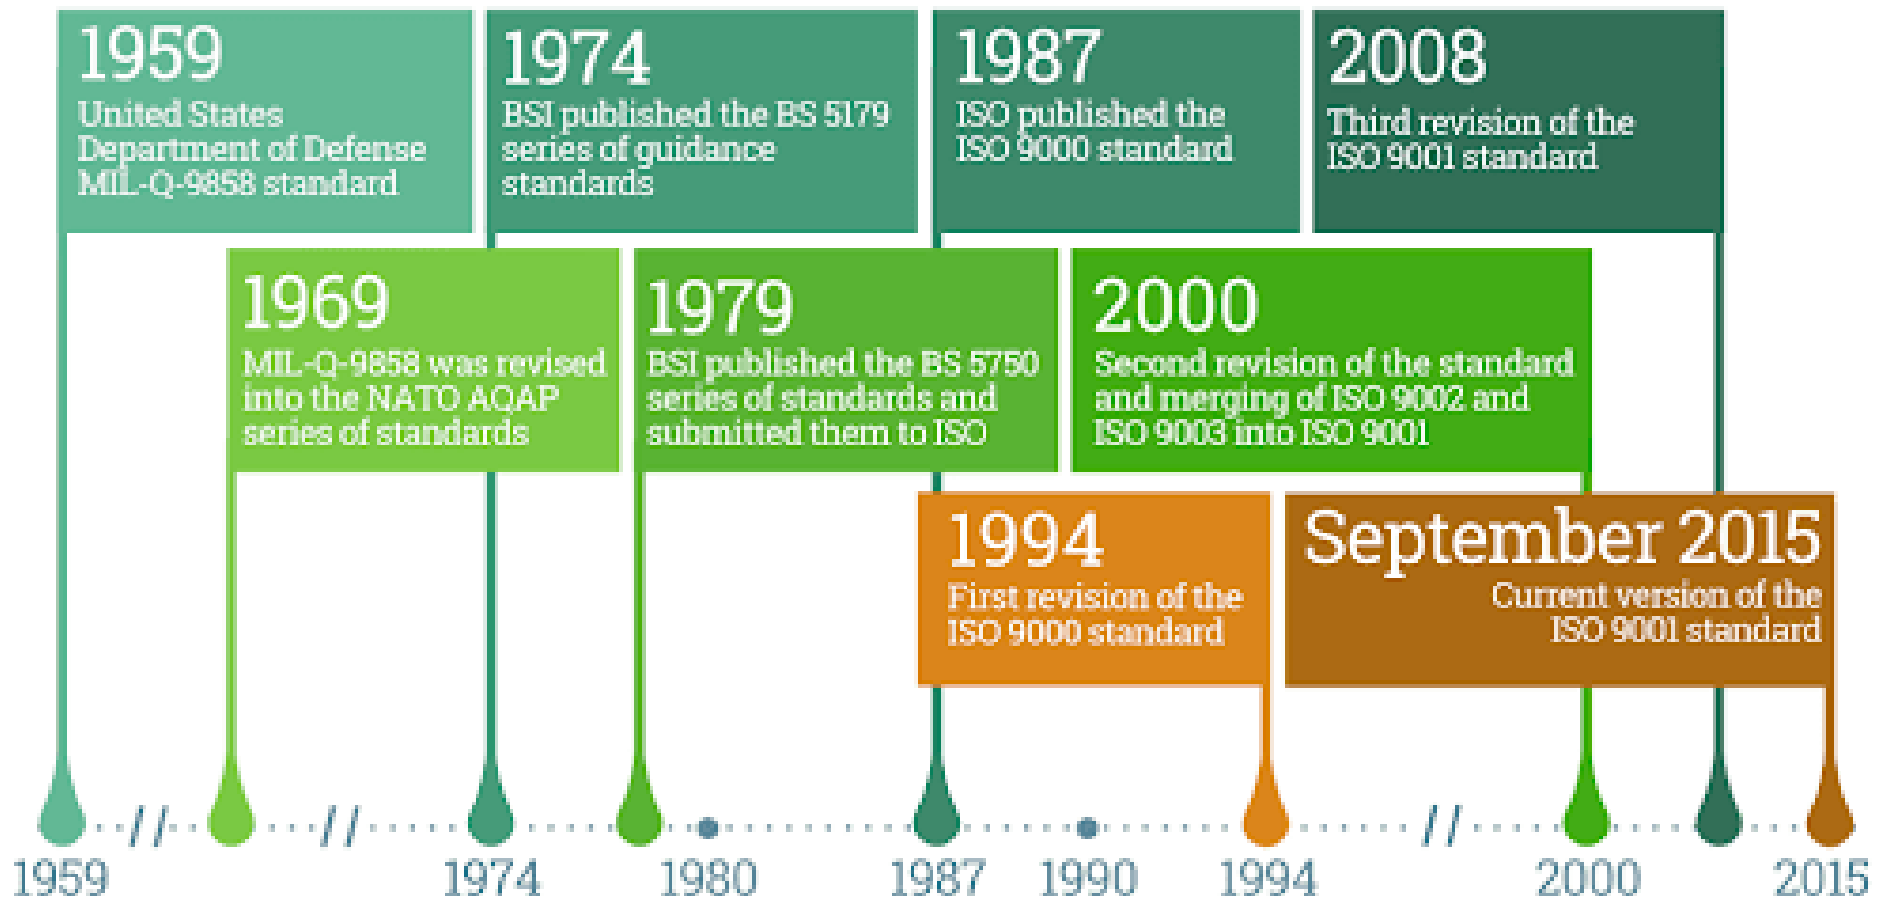 1959
United States
Department of Defense
MIL-Q-9858 standard
1974
BSI published the BS 5179
series of guidance
standards
1987
ISO published the
ISO 9000 standard
2008
Third revision of the
ISO 9001 standard
1969
MIL-Q-9858 was revised
into the NATO AQAP
series of standards
1979
BSI published the BS 5750
series of standards and
submitted them to ISO
2000
Second revision of the standard
and merging of ISO 9002 and
ISO 9003 into ISO 9001
1994
First revision of the
ISO 9000 standard
September 2015
Current version of the
ISO 9001 standard
1959
1974
1980
1987
1990
1994
2000
2015